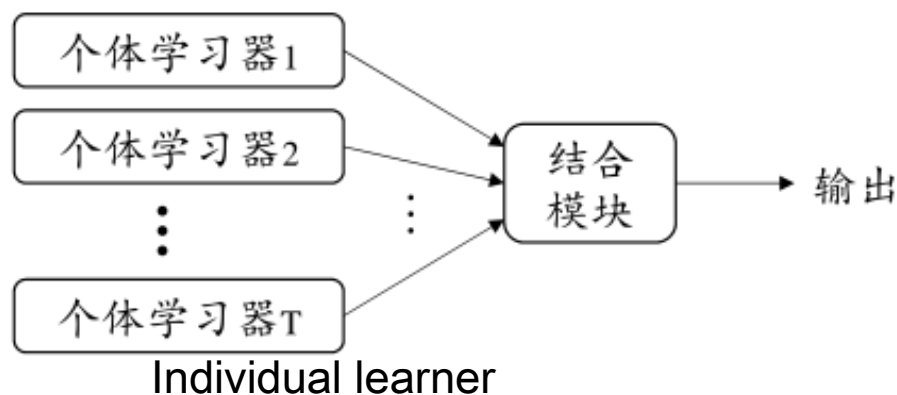 个体学习器1
个体学习器2
个体学习器T
结合
模块
输出
Individual learner